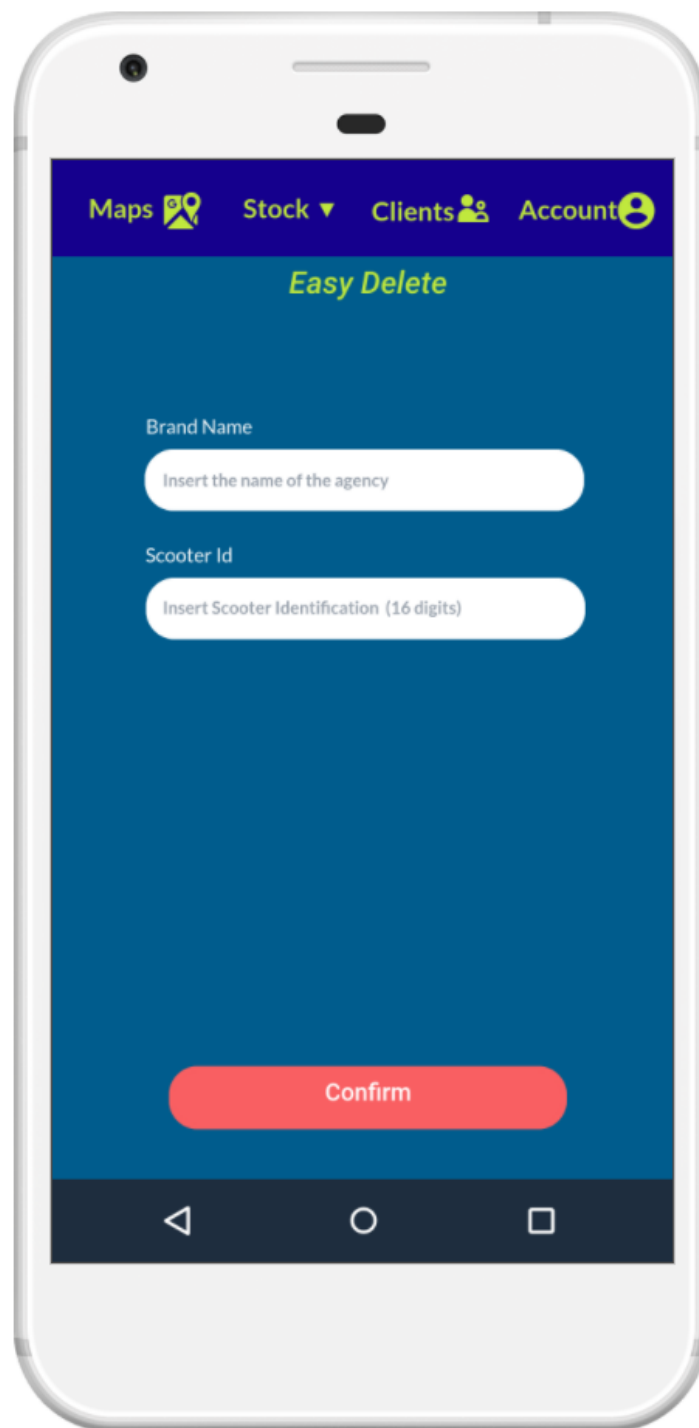 Maps Stock ▼ Clients Account
Easy Delete
Brand Name
Insert the name of the agency
Scooter Id
Insert Scooter Identification (16 digits)
Confirm